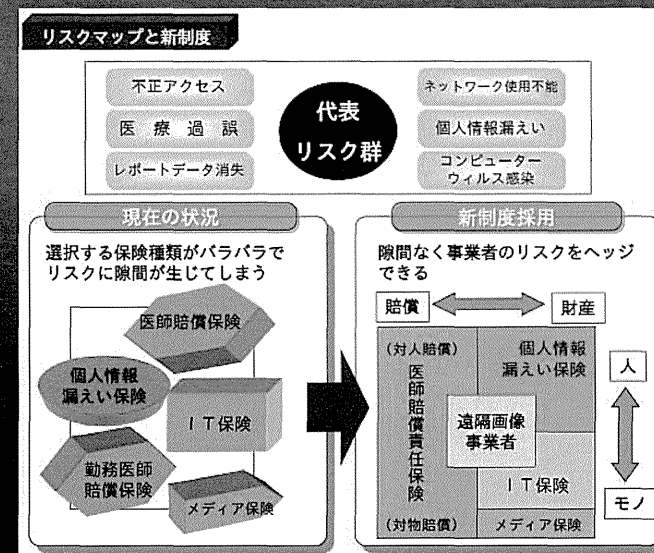 リスクマップと新制度
不正アクセス
医療過誤
レポートデータ消失
代表
リスク群
ネットワーク使用不能
個人情報漏えい
コンピューター
ウィルス感染
現在の状況
選択する保険種類がバラバラで
リスクに隙間が生じてしまう
医師賠償保険
個人情報
漏えい保険
IT保険
勤務医師
賠償保険
メディア保険
新制度採用
隙間なく事業者のリスクをヘッジ
できる
賠償
財産
(対人賠償)
医師賠償責任保険
(対物賠償)
個人情報
漏えい保険
遠隔画像
事業者
IT保険
メディア保険
人
モノ